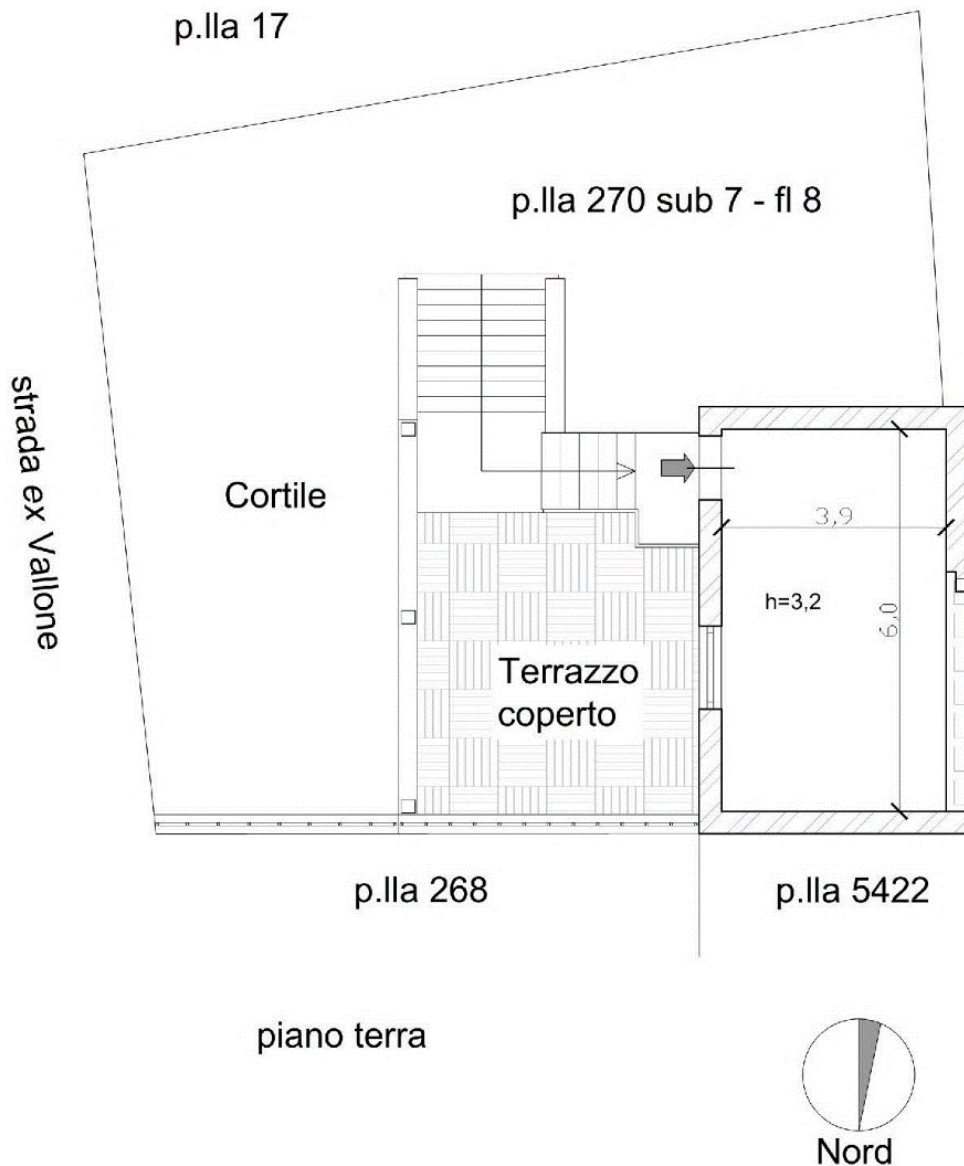 p.lla 17
p.lla 270 sub 7 - fl 8
strada ex Vallone
Cortile
3,9
h=3,2
6,0
Terrazzo
coperto
p.lla 268
p.lla 5422
piano terra
Nord